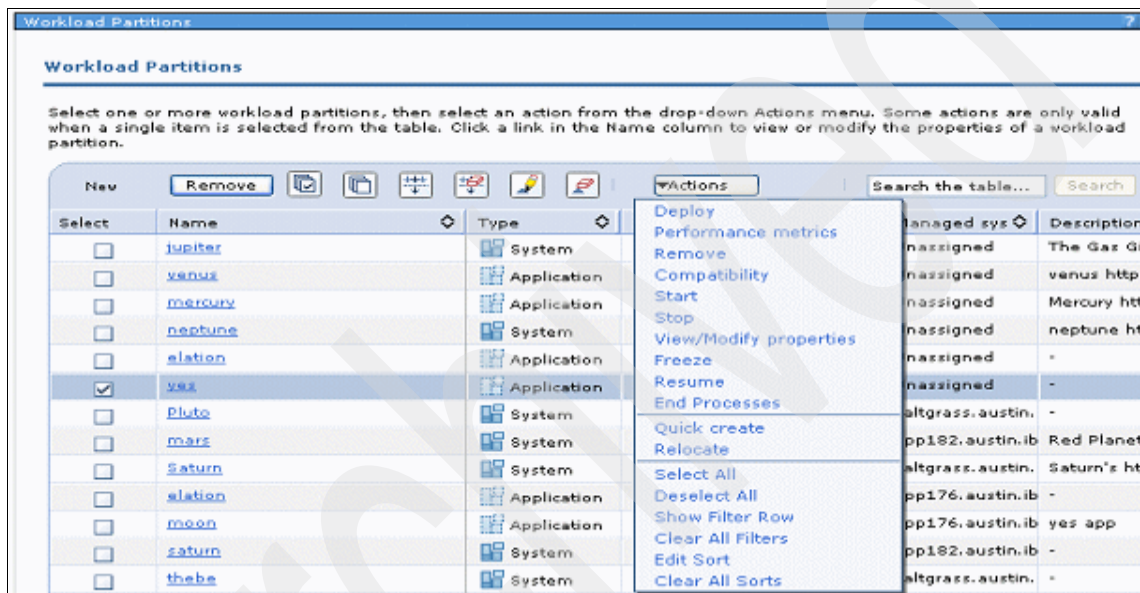 Workload Partitions ?
Workload Partitions
Select one or more workload partitions, then select an action from the drop-down Actions menu. Some actions are only valid
when a single item is selected from the table. Click a link in the Name column to view or modify the properties of a workload
partition.
New Remove Actions Search the table... Search
Select Name Type Managed sys Description
jupiter System nassigned The Gas G
venus Application nassigned venus http
mercury Application nassigned Mercury htt
neptune System nassigned neptune ht
elation Application nassigned -
yes Application nassigned -
Pluto System altgrass.austin. -
mars System pp182.austin.ib Red Planet
Saturn System altgrass.austin. Saturn's ht
elation Application pp176.austin.ib -
moon Application pp176.austin.ib yes app
saturn System pp182.austin.ib -
thebe System altgrass.austin. -
Deploy
Performance metrics
Remove
Compatibility
Start
Stop
View/Modify properties
Freeze
Resume
End Processes
Quick create
Relocate
Select All
Deselect All
Show Filter Row
Clear All Filters
Edit Sort
Clear All Sorts